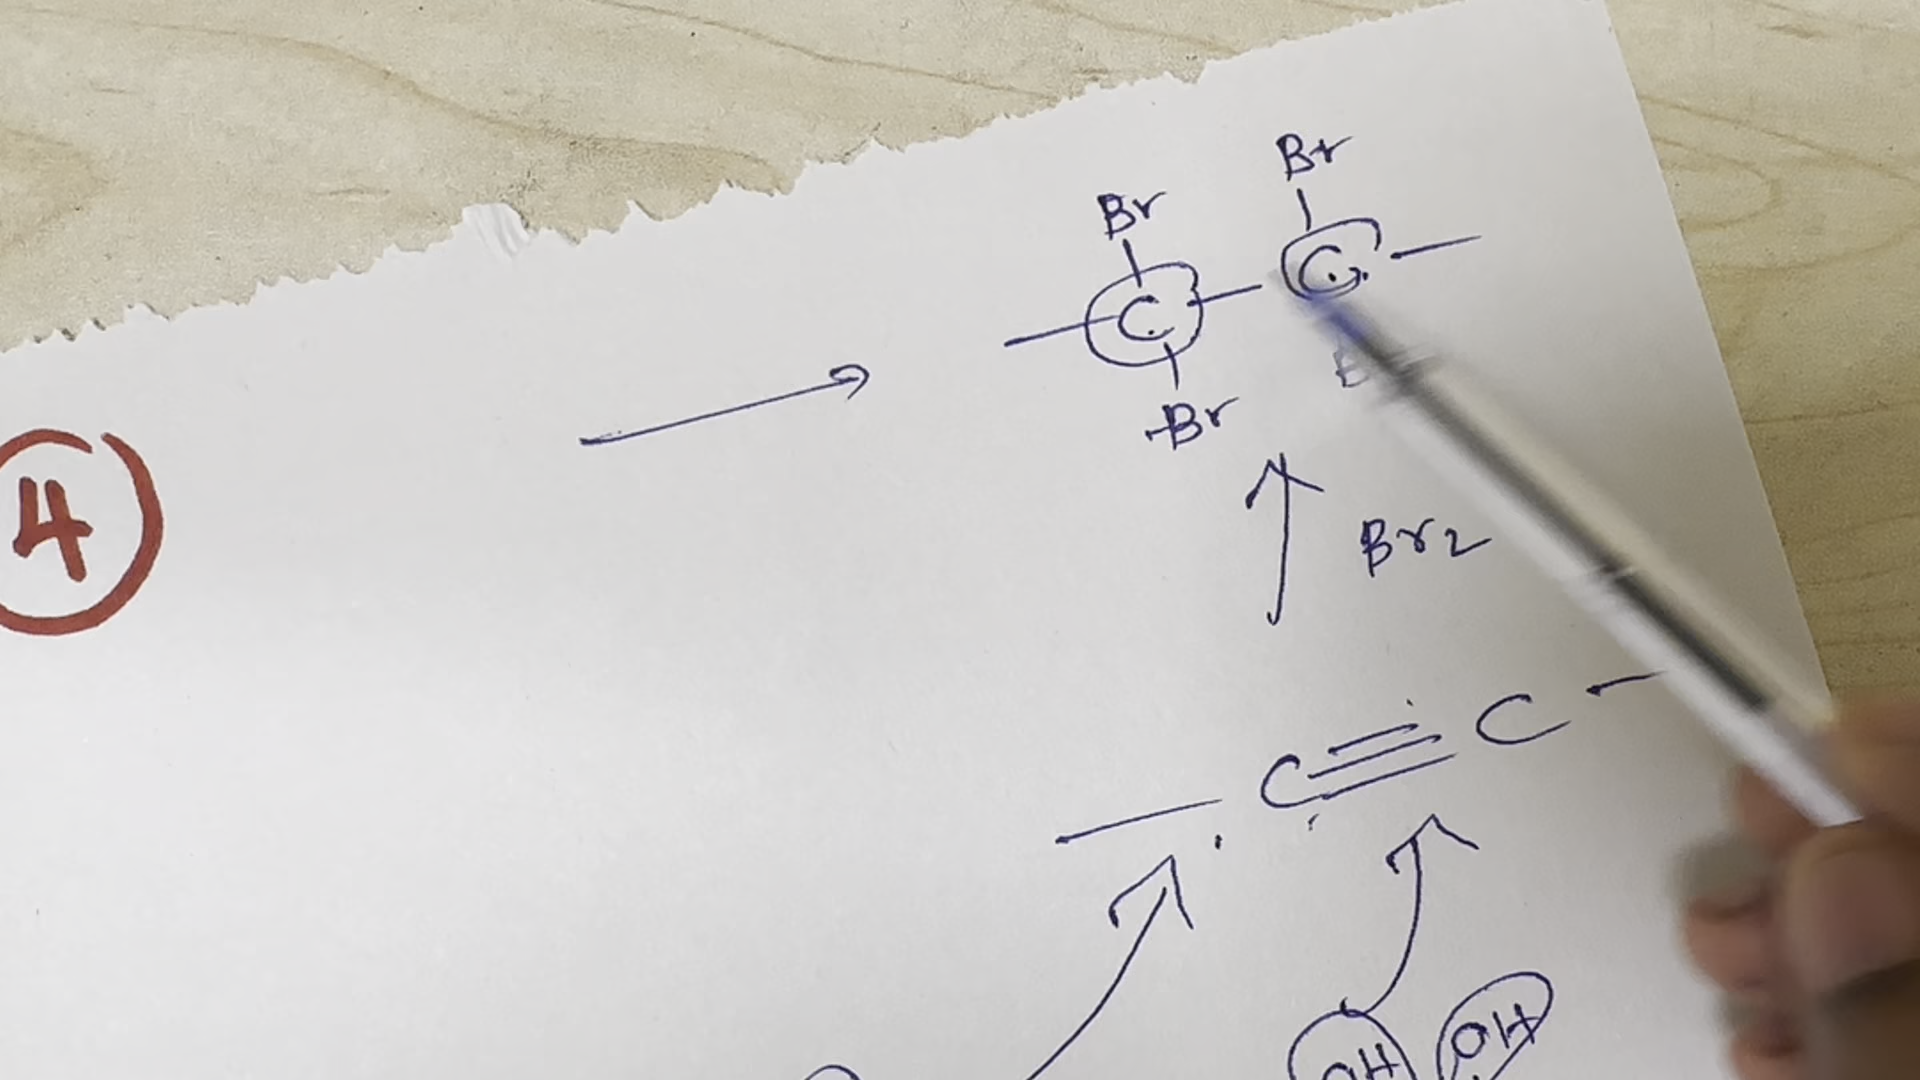 Br Br
— C — C —
Br
4
Br2
— C ≡ C —
OH OH